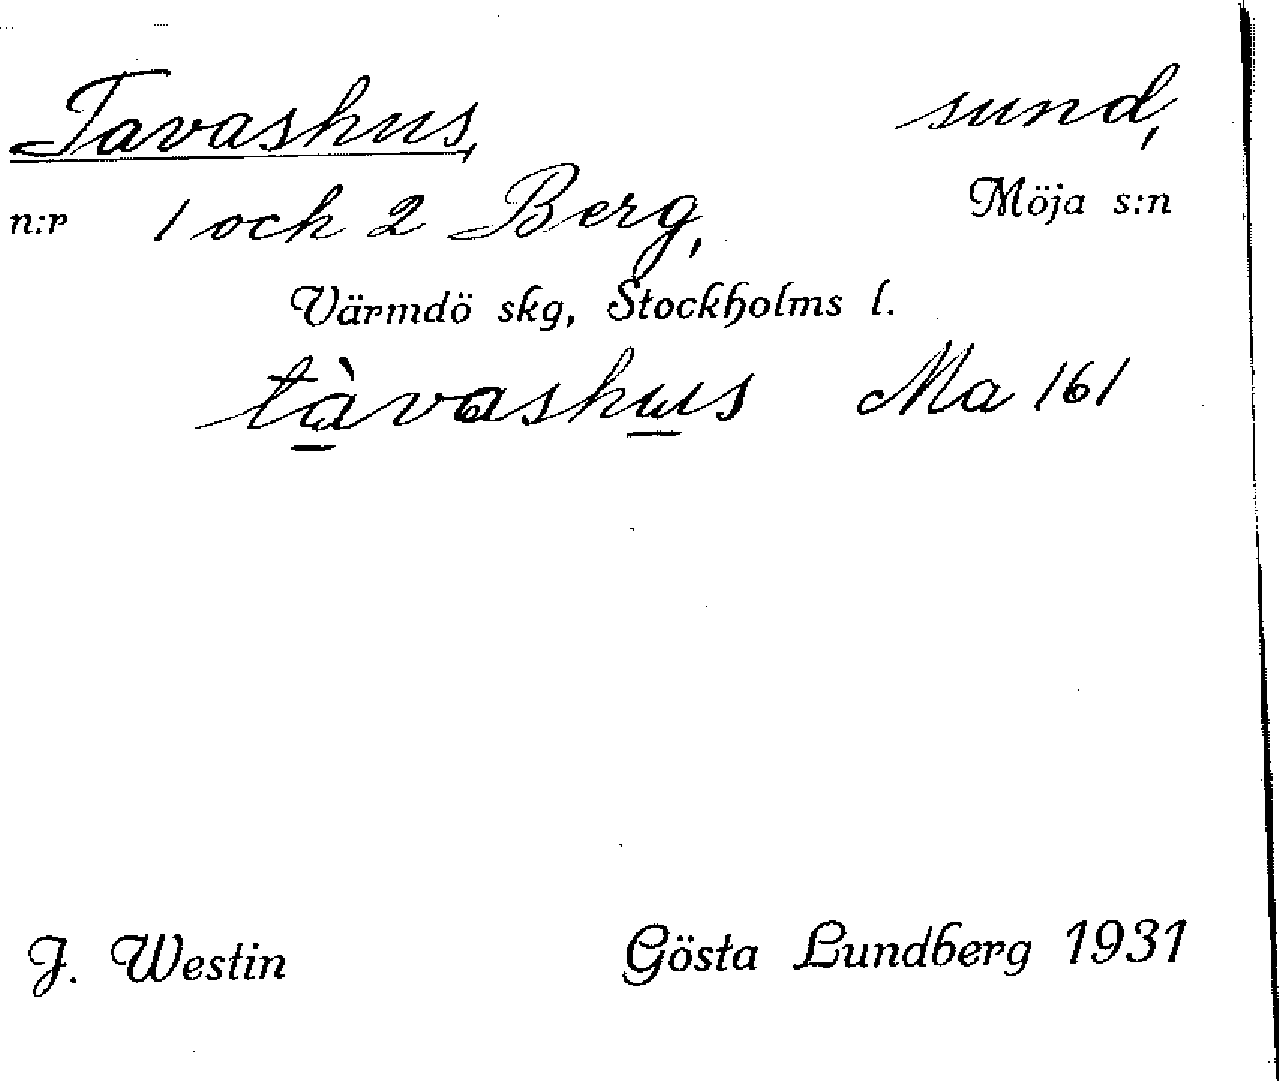 Tavashus, sund,
n:r 1 och 2 Berg, Möja s:n
Värmdö skg, Stockholms l.
tàvashus Ma 161
J. Westin Gösta Lundberg 1931